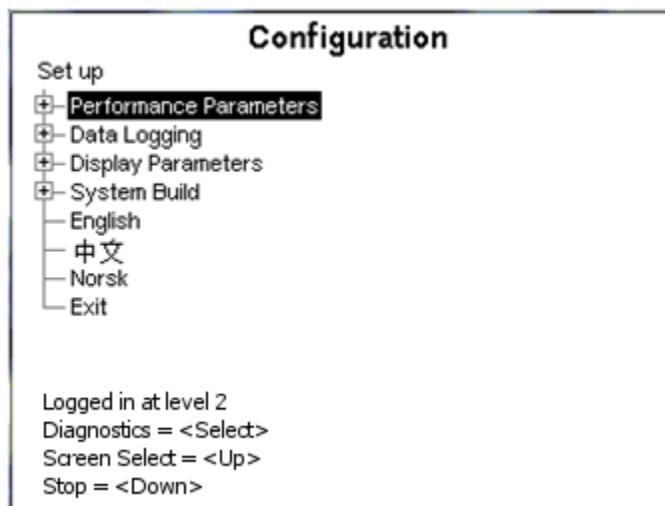 Configuration
Set up
Performance Parameters
Data Logging
Display Parameters
System Build
English
中文
Norsk
Exit
Logged in at level 2
Diagnostics = <Select>
Screen Select = <Up>
Stop = <Down>